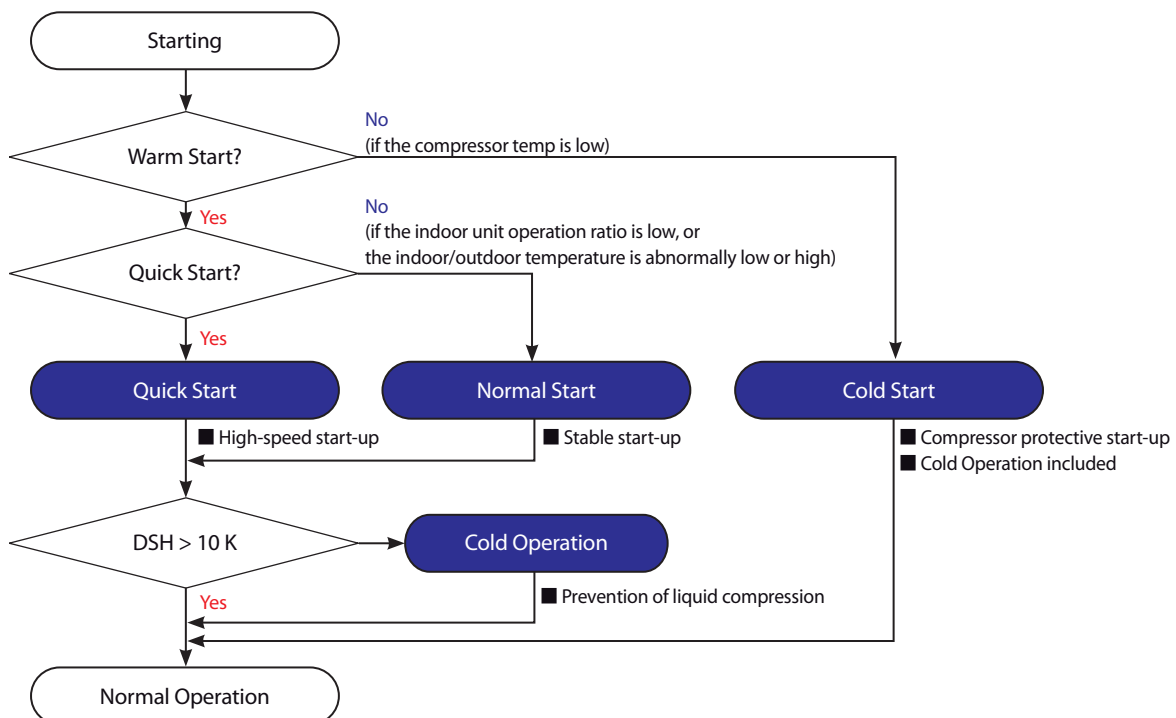 Starting
No
(if the compressor temp is low)
Warm Start?
Yes
No
(if the indoor unit operation ratio is low, or
the indoor/outdoor temperature is abnormally low or high)
Quick Start?
Yes
Quick Start
Normal Start
Cold Start
■ High-speed start-up
■ Stable start-up
■ Compressor protective start-up
■ Cold Operation included
DSH > 10 K
Cold Operation
■ Prevention of liquid compression
Yes
Normal Operation